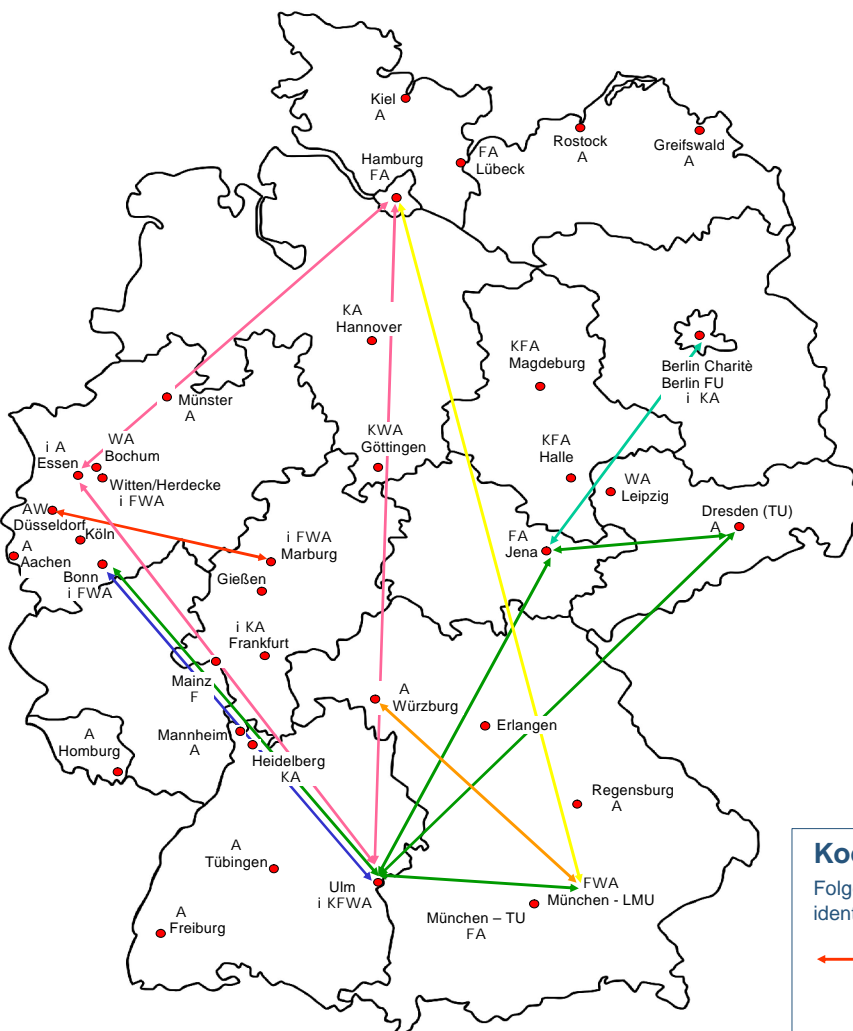 Kiel
A
Rostock
A
Greifswald
A
FA
Lübeck
Hamburg
FA
KA
Hannover
KFA
Magdeburg
Berlin Charitè
Berlin FU
i KA
Münster
A
WA
Bochum
i A
Essen
Witten/Herdecke
i FWA
KWA
Göttingen
KFA
Halle
WA
Leipzig
AW
Düsseldorf
Köln
Dresden (TU)
A
FA
Jena
A
Aachen
Bonn
i FWA
i FWA
Marburg
Gießen
i KA
Frankfurt
Mainz
F
A
Würzburg
Erlangen
Mannheim
A
Heidelberg
KA
A
Homburg
Regensburg
A
A
Tübingen
Ulm
i KFWA
FWA
München - LMU
München – TU
FA
A
Freiburg
Folg
ident